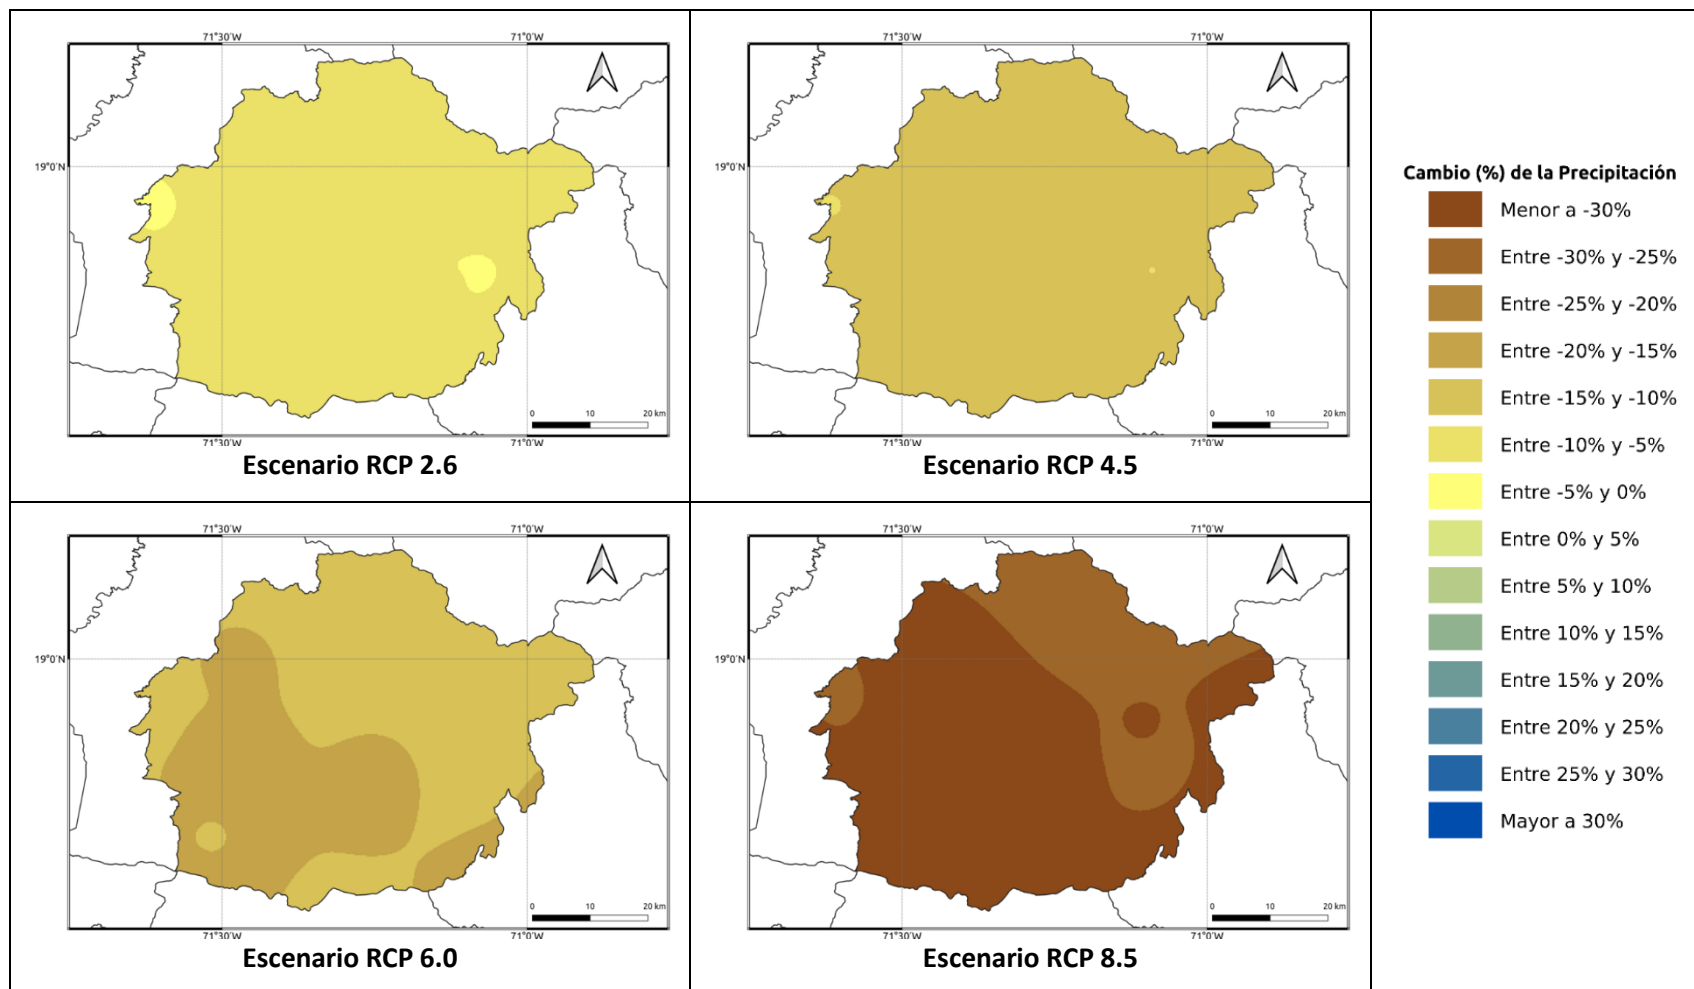 71°30'W 71°0'W
19°0'N
0 10 20 km
71°30'W 71°0'W
Escenario RCP 2.6
71°30'W 71°0'W
19°0'N
0 10 20 km
71°30'W 71°0'W
Escenario RCP 4.5
71°30'W 71°0'W
19°0'N
0 10 20 km
71°30'W 71°0'W
Escenario RCP 6.0
71°30'W 71°0'W
19°0'N
0 10 20 km
71°30'W 71°0'W
Escenario RCP 8.5
Cambio (%) de la Precipitación
Menor a -30%
Entre -30% y -25%
Entre -25% y -20%
Entre -20% y -15%
Entre -15% y -10%
Entre -10% y -5%
Entre -5% y 0%
Entre 0% y 5%
Entre 5% y 10%
Entre 10% y 15%
Entre 15% y 20%
Entre 20% y 25%
Entre 25% y 30%
Mayor a 30%